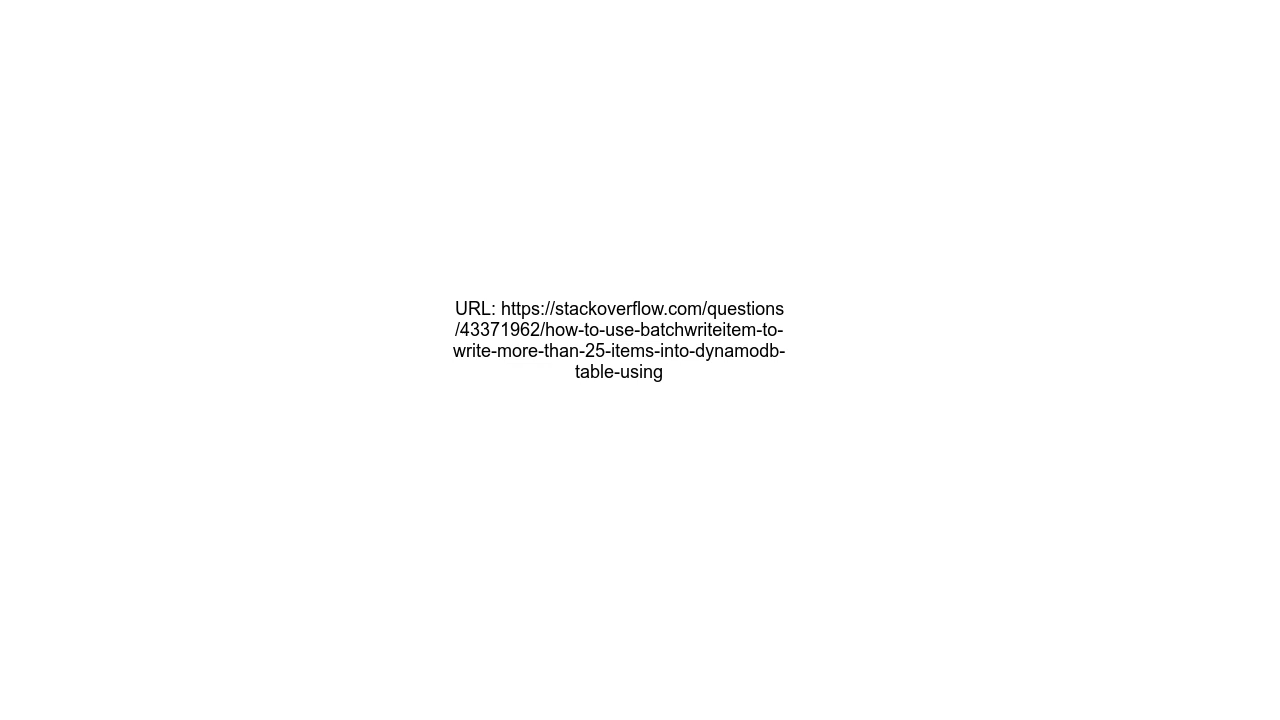 URL: https://stackoverflow.com/questions
/43371962/how-to-use-batchwriteitem-to-
write-more-than-25-items-into-dynamodb-
table-using